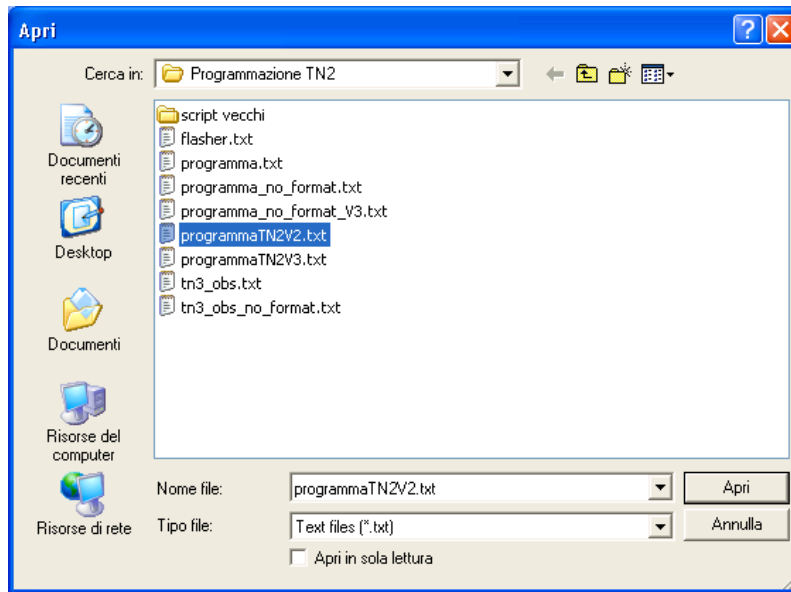 Apri
Cerca in: Programmazione TN2
script vecchi
flasher.txt
programma.txt
programma_no_format.txt
programma_no_format_V3.txt
programmaTN2V2.txt
programmaTN2V3.txt
tn3_obs.txt
tn3_obs_no_format.txt
Documenti
recenti
Desktop
Documenti
Risorse del
computer
Risorse di rete
Nome file: programmaTN2V2.txt Apri
Tipo file: Text files (*.txt) Annulla
Apri in sola lettura